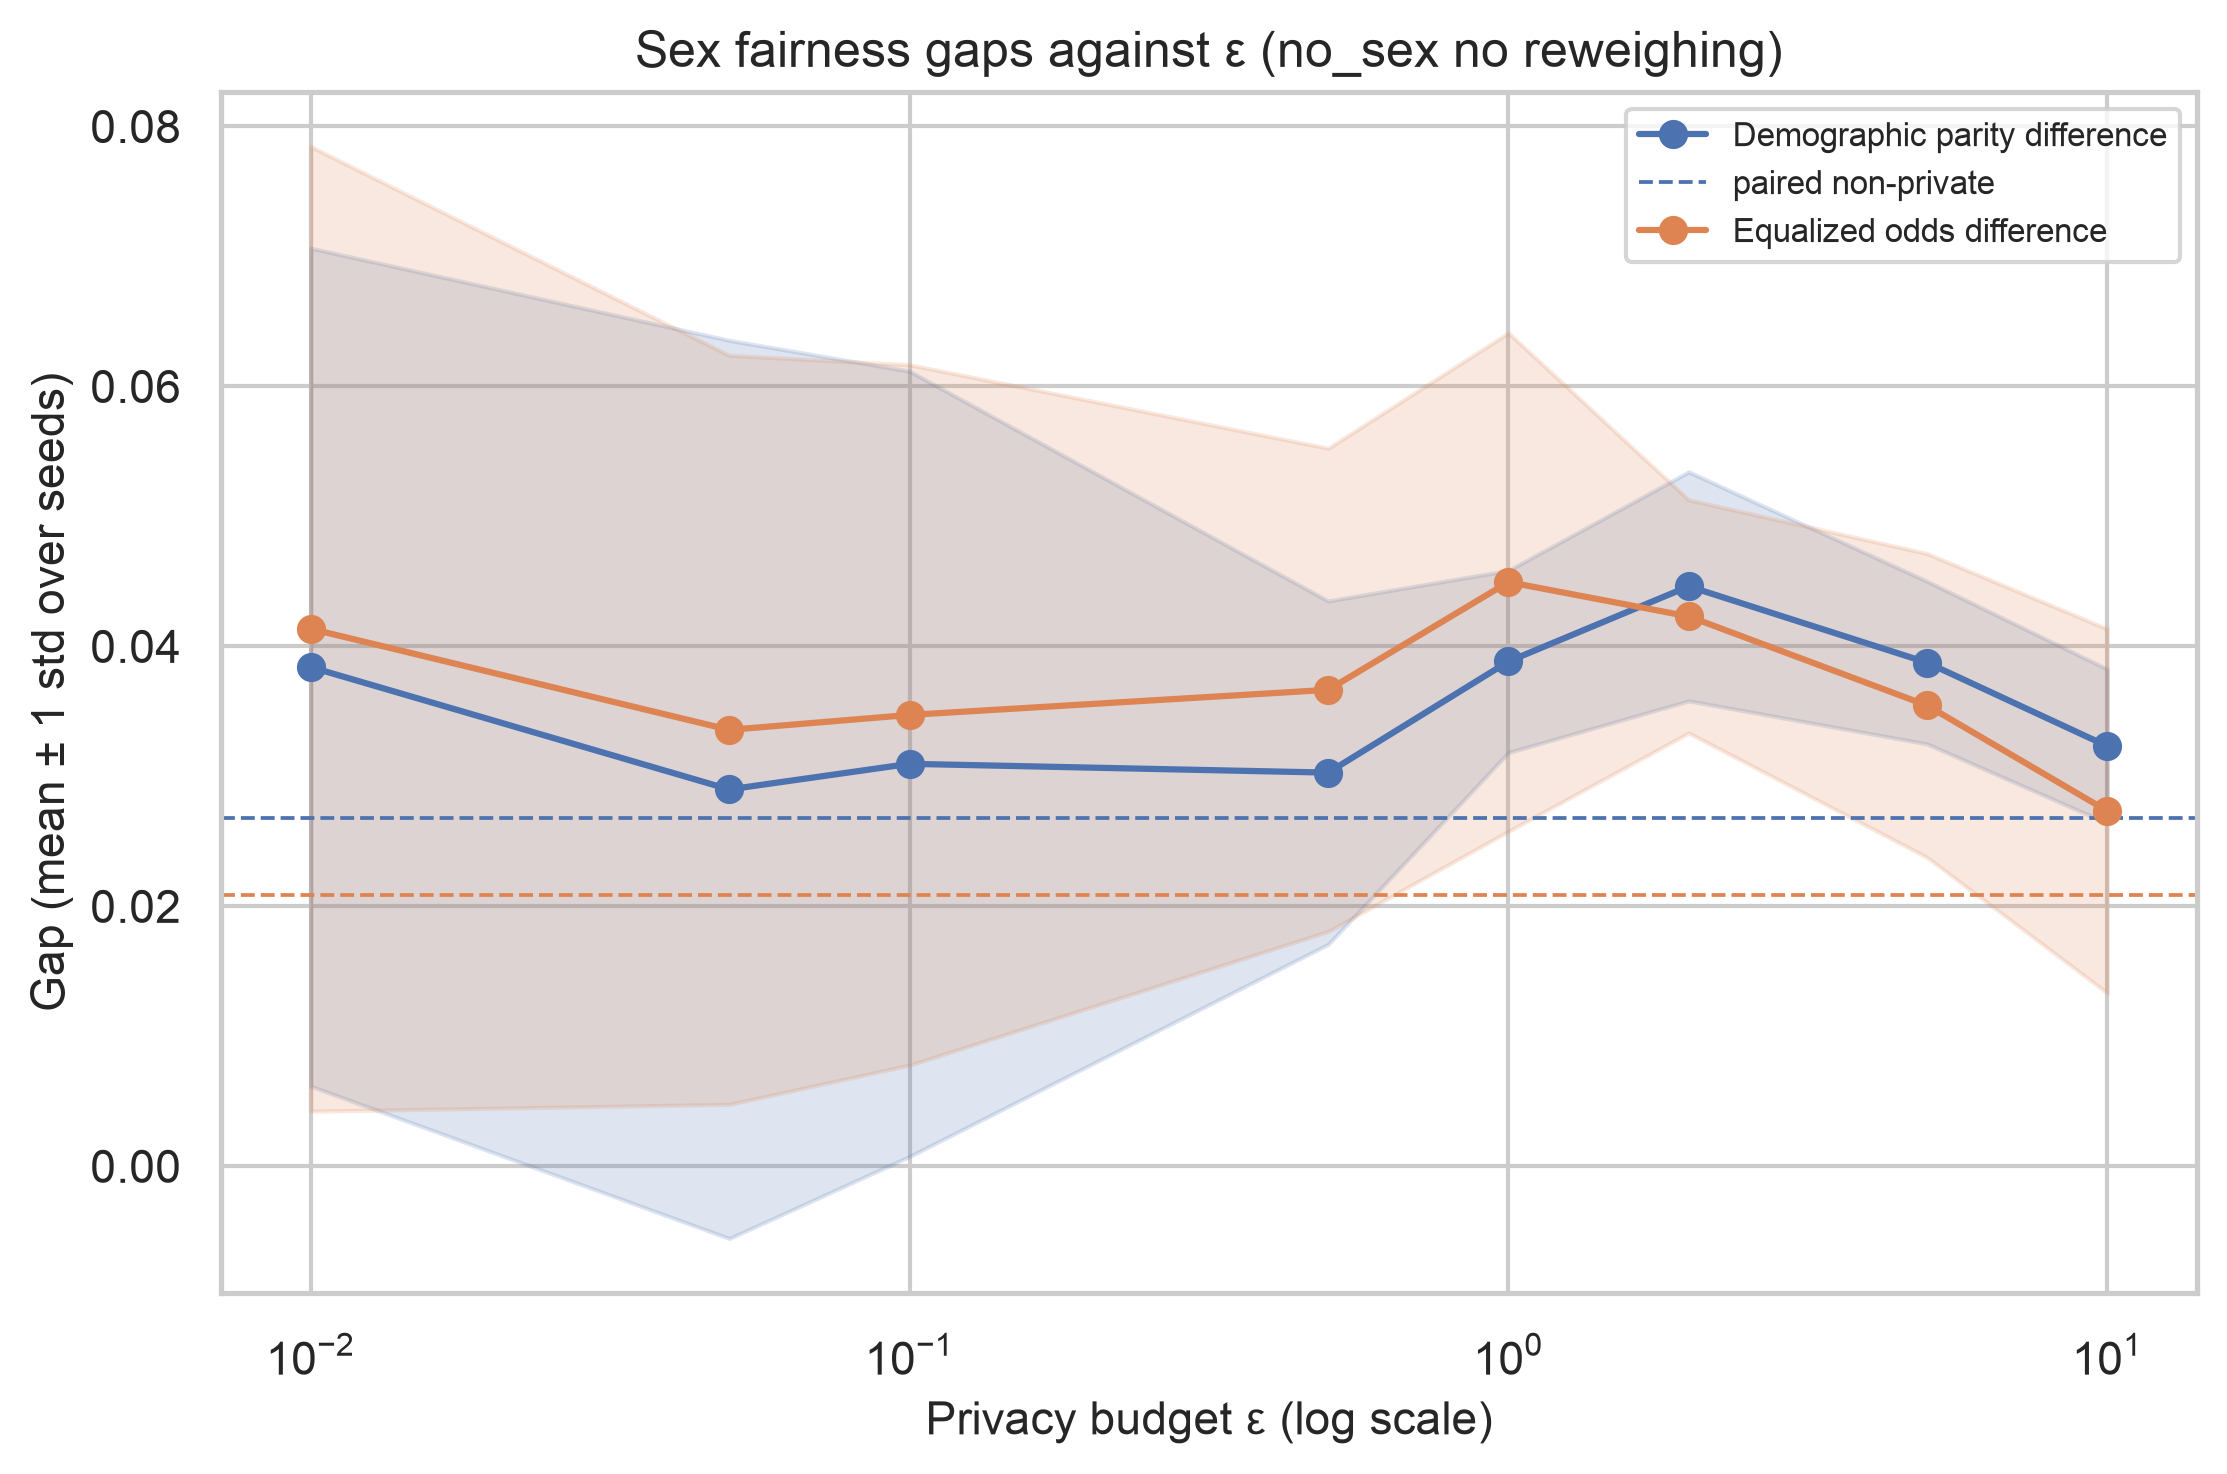 Sex fairness gaps against ε (no_sex no reweighing)
Demographic parity difference
paired non-private
Equalized odds difference
Gap (mean ± 1 std over seeds)
0.08
0.06
0.04
0.02
0.00
10⁻² 10⁻¹ 10⁰ 10¹
Privacy budget ε (log scale)